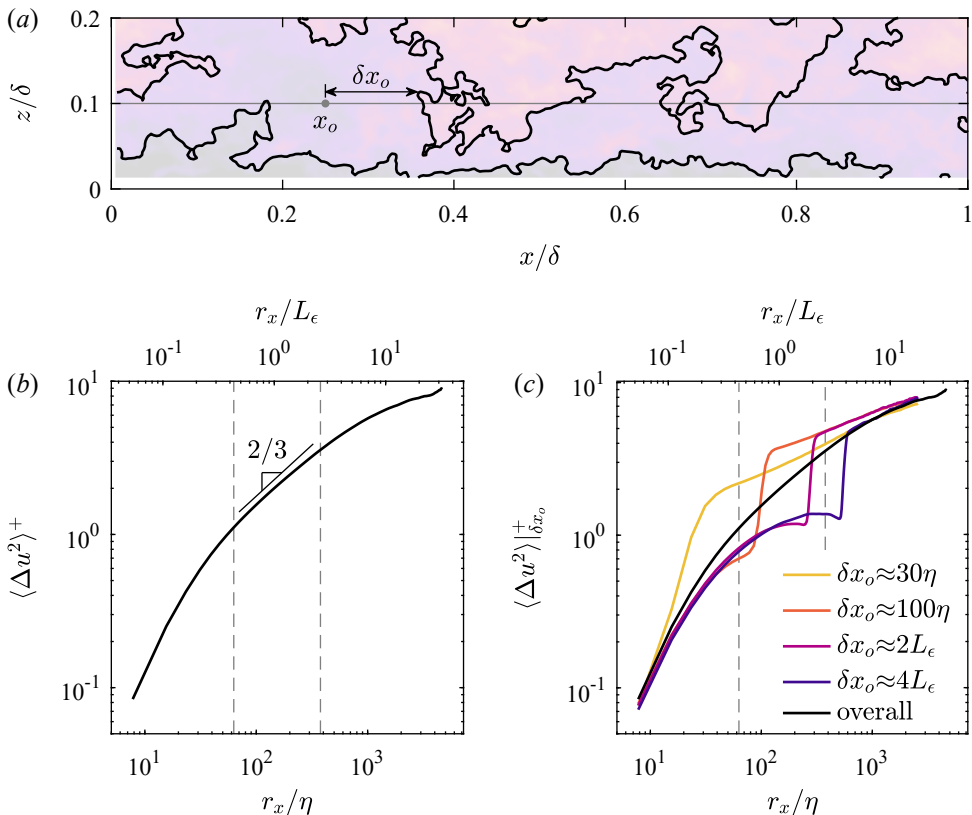 (a)
0.2
0.1
0
z/δ
δx_o
x_o
0 0.2 0.4 0.6 0.8 1
x/δ
r_x/L_ϵ
10^-1 10^0 10^1
(b)
10^1
10^0
10^-1
⟨Δu^2⟩^+
2/3
10^1 10^2 10^3
r_x/η
r_x/L_ϵ
10^-1 10^0 10^1
(c)
10^1
10^0
10^-1
⟨Δu^2⟩|^+_δx_o
δx_o≈30η
δx_o≈100η
δx_o≈2L_ϵ
δx_o≈4L_ϵ
overall
10^1 10^2 10^3
r_x/η